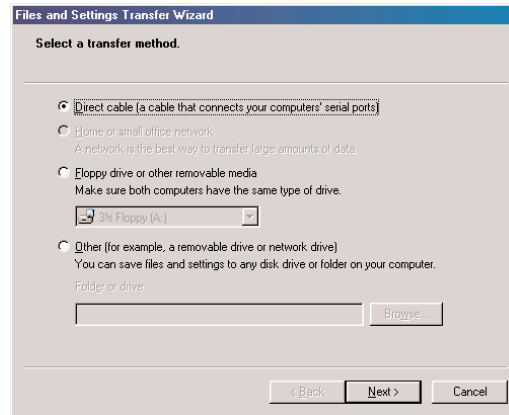 Files and Settings Transfer Wizard
Select a transfer method.
Direct cable (a cable that connects your computers' serial ports)
Home or small office network
A network is the best way to transfer large amounts of data.
Floppy drive or other removable media
Make sure both computers have the same type of drive.
3½ Floppy (A:)
Other (for example, a removable drive or network drive)
You can save files and settings to any disk drive or folder on your computer.
Folder or drive:
Browse...
< Back
Next >
Cancel